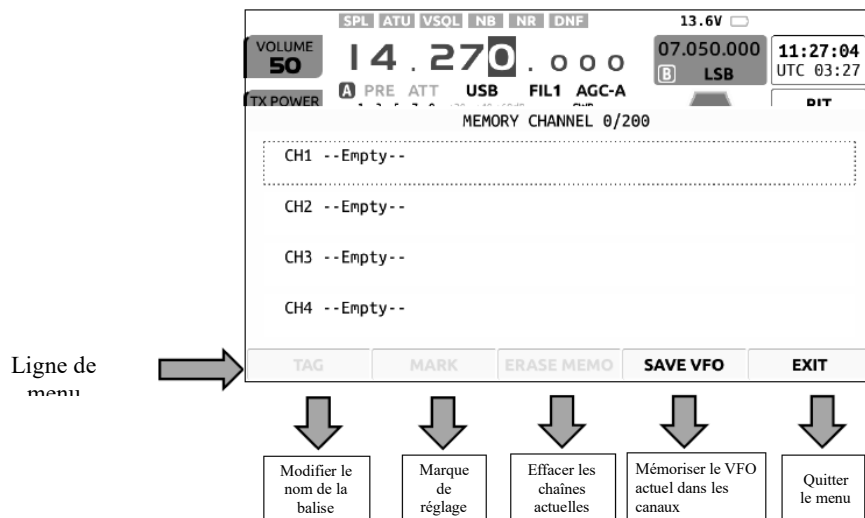 SPL ATU VSQL NB NR DNF 13.6V
VOLUME
50
14.270.000
07.050.000
B LSB
11:27:04
UTC 03:27
A PRE ATT USB FIL1 AGC-A
TX POWER
RIT
MEMORY CHANNEL 0/200
CH1 --Empty--
CH2 --Empty--
CH3 --Empty--
CH4 --Empty--
Ligne de
menu
TAG MARK ERASE MEMO SAVE VFO EXIT
Modifier le
nom de la
balise
Marque
de
réglage
Effacer les
chaînes
actuelles
Mémoriser le VFO
actuel dans les
canaux
Quitter
le menu